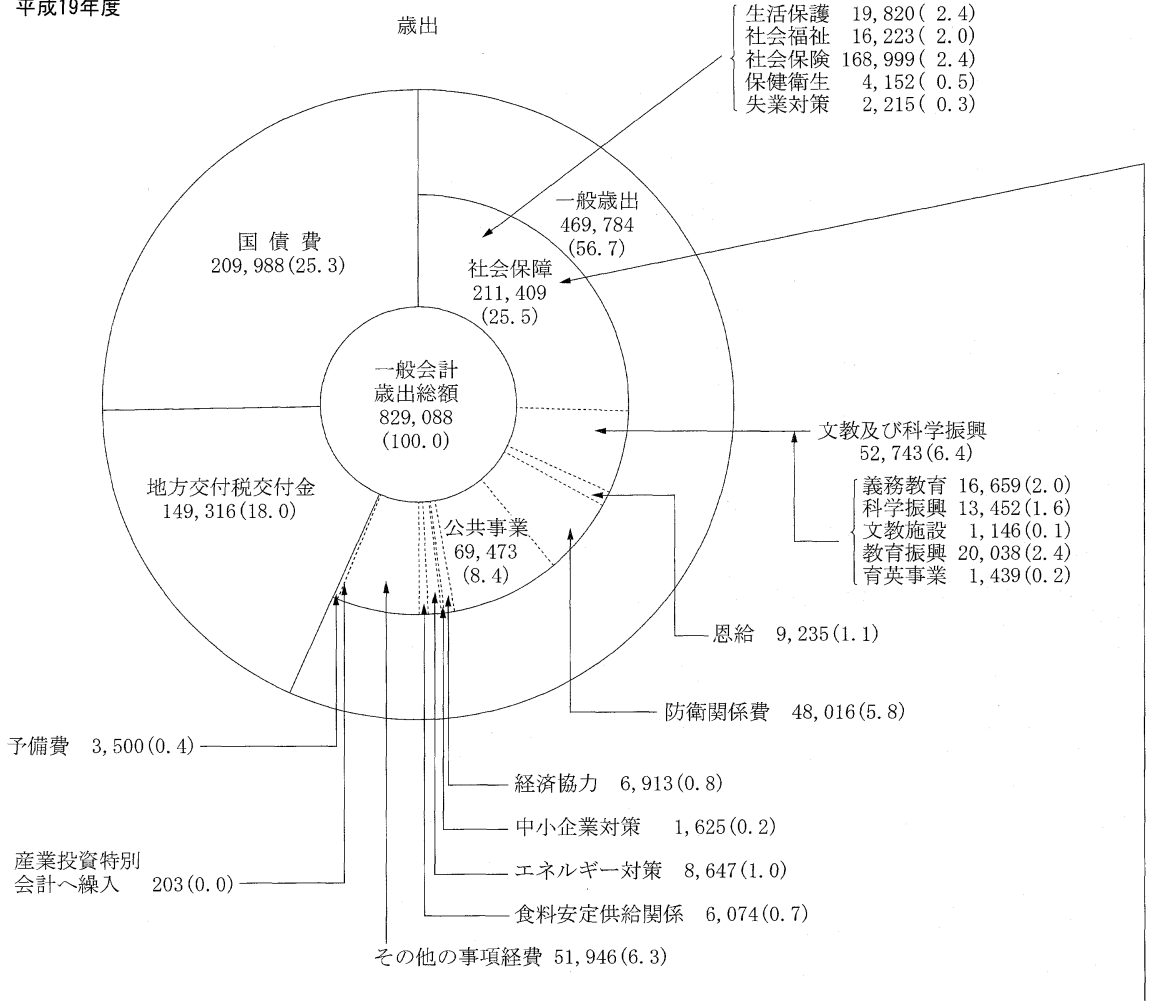 平成19年度
歳出
生活保護 19,820( 2.4)
社会福祉 16,223( 2.0)
社会保険 168,999( 2.4)
保健衛生 4,152( 0.5)
失業対策 2,215( 0.3)
一般歳出
469,784
(56.7)
国債費
209,988(25.3)
社会保障
211,409
(25.5)
一般会計
歳出総額
829,088
(100.0)
文教及び科学振興
52,743(6.4)
義務教育 16,659(2.0)
科学振興 13,452(1.6)
文教施設 1,146(0.1)
教育振興 20,038(2.4)
育英事業 1,439(0.2)
地方交付税交付金
149,316(18.0)
公共事業
69,473
(8.4)
恩給 9,235(1.1)
防衛関係費 48,016(5.8)
予備費 3,500(0.4)
経済協力 6,913(0.8)
中小企業対策 1,625(0.2)
産業投資特別
会計へ繰入 203(0.0)
エネルギー対策 8,647(1.0)
食料安定供給関係 6,074(0.7)
その他の事項経費 51,946(6.3)